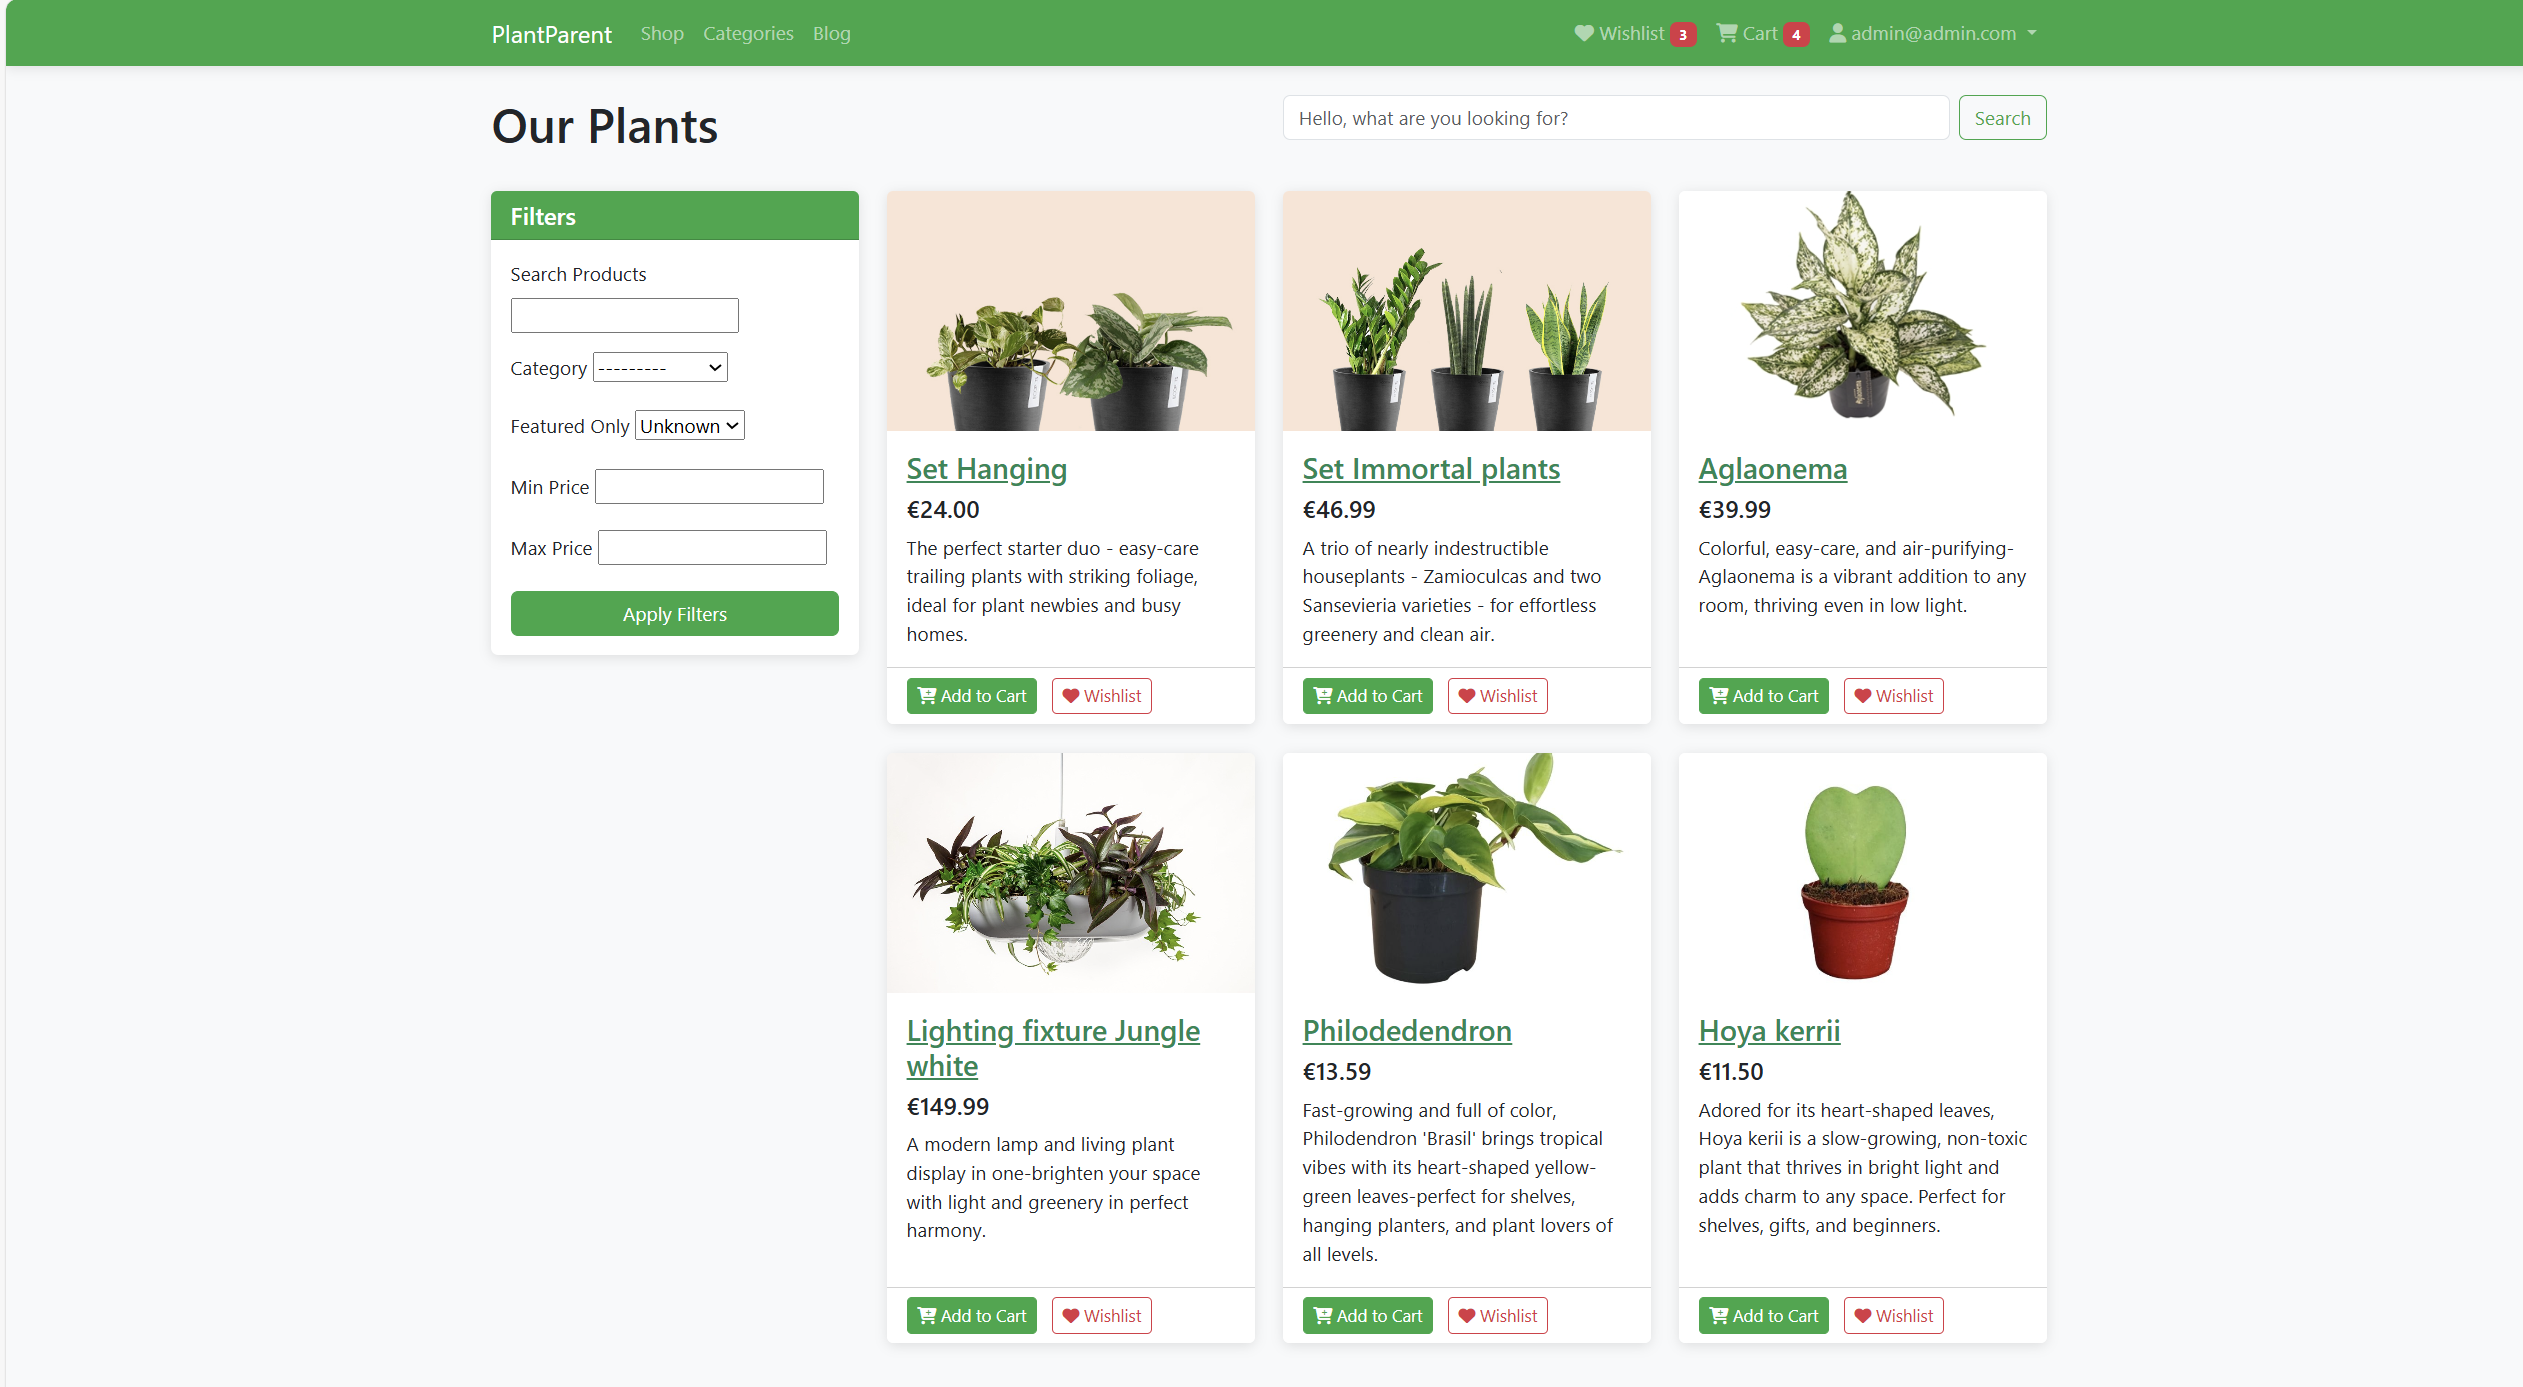 PlantParent Shop Categories Blog Wishlist 3 Cart 4 admin@admin.com
Our Plants
Hello, what are you looking for? Search
Filters
Search Products
Category ---------
Featured Only Unknown
Min Price
Max Price
Apply Filters
Set Hanging
€24.00
The perfect starter duo - easy-care
trailing plants with striking foliage,
ideal for plant newbies and busy
homes.
Add to Cart Wishlist
Set Immortal plants
€46.99
A trio of nearly indestructible
houseplants - Zamioculcas and two
Sansevieria varieties - for effortless
greenery and clean air.
Add to Cart Wishlist
Aglaonema
€39.99
Colorful, easy-care, and air-purifying-
Aglaonema is a vibrant addition to any
room, thriving even in low light.
Add to Cart Wishlist
Lighting fixture Jungle
white
€149.99
A modern lamp and living plant
display in one-brighten your space
with light and greenery in perfect
harmony.
Add to Cart Wishlist
Philodedendron
€13.59
Fast-growing and full of color,
Philodendron 'Brasil' brings tropical
vibes with its heart-shaped yellow-
green leaves-perfect for shelves,
hanging planters, and plant lovers of
all levels.
Add to Cart Wishlist
Hoya kerrii
€11.50
Adored for its heart-shaped leaves,
Hoya kerii is a slow-growing, non-toxic
plant that thrives in bright light and
adds charm to any space. Perfect for
shelves, gifts, and beginners.
Add to Cart Wishlist